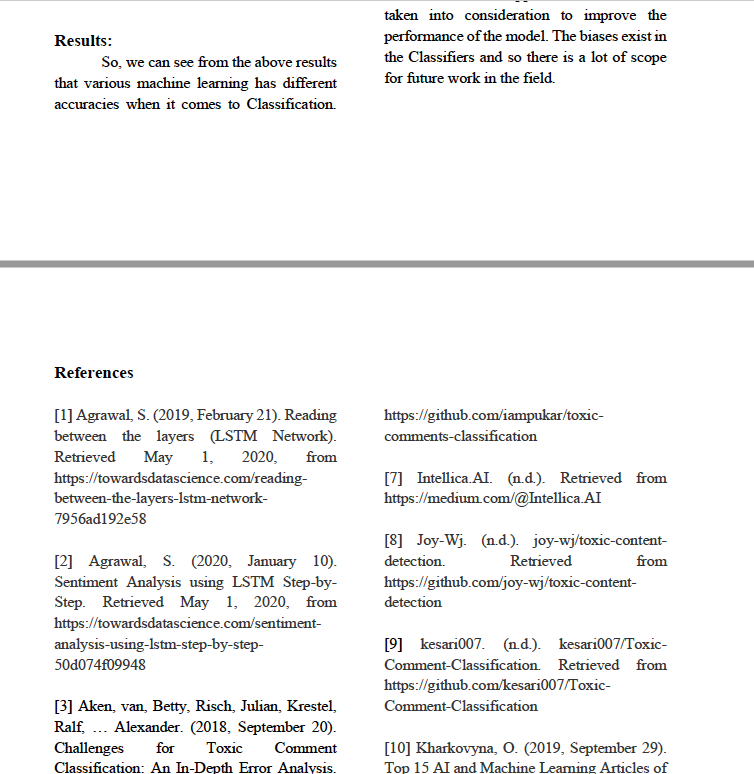 Results:
So, we can see from the above results
that various machine learning has different
accuracies when it comes to Classification.
taken into consideration to improve the
performance of the model. The biases exist in
the Classifiers and so there is a lot of scope
for future work in the field.
References
[1] Agrawal, S. (2019, February 21). Reading
between the layers (LSTM Network).
Retrieved May 1, 2020, from
https://towardsdatascience.com/reading-
between-the-layers-lstm-network-
7956ad192e58
[2] Agrawal, S. (2020, January 10).
Sentiment Analysis using LSTM Step-by-
Step. Retrieved May 1, 2020, from
https://towardsdatascience.com/sentiment-
analysis-using-lstm-step-by-step-
50d074f09948
[3] Aken, van, Betty, Risch, Julian, Krestel,
Ralf, … Alexander. (2018, September 20).
Challenges for Toxic Comment
Classification: An In-Depth Error Analysis.
https://github.com/iampukar/toxic-
comments-classification
[7] Intellica.AI. (n.d.). Retrieved from
https://medium.com/@Intellica.AI
[8] Joy-Wj. (n.d.). joy-wj/toxic-content-
detection. Retrieved from
https://github.com/joy-wj/toxic-content-
detection
[9] kesari007. (n.d.). kesari007/Toxic-
Comment-Classification. Retrieved from
https://github.com/kesari007/Toxic-
Comment-Classification
[10] Kharkovyna, O. (2019, September 29).
Top 15 AI and Machine Learning Articles of